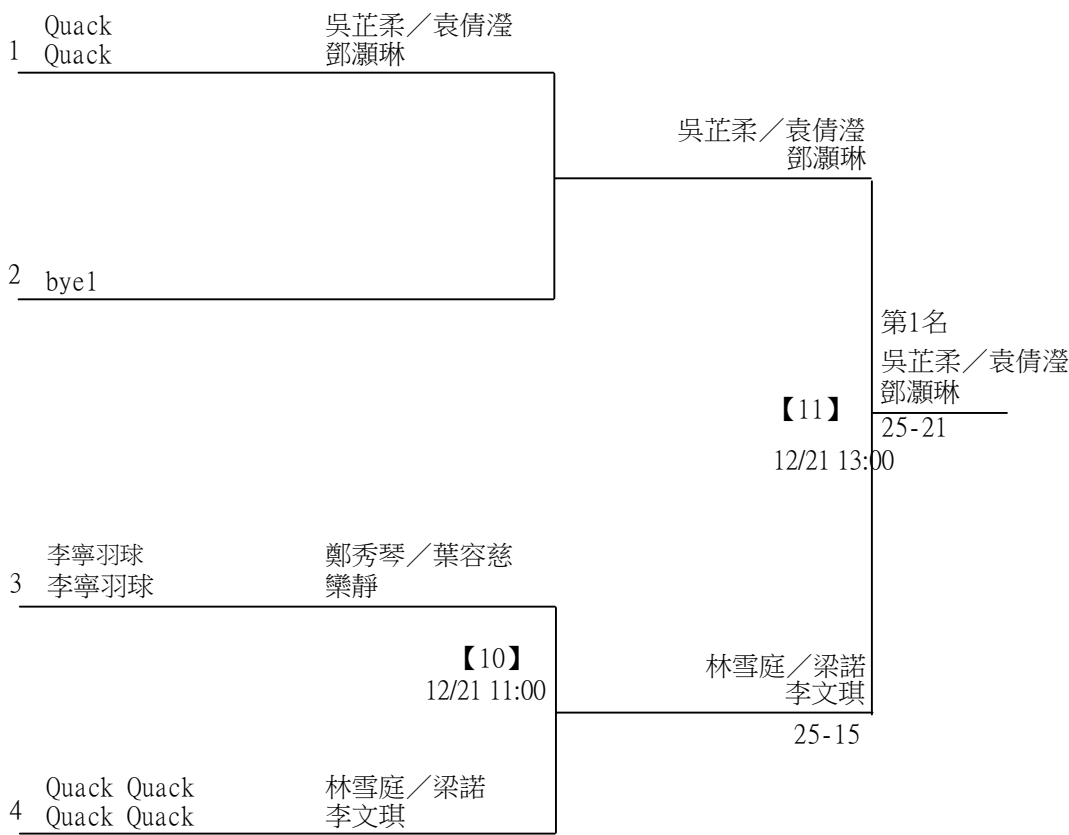 Quack 吳芷柔／袁倩瀅
1 Quack 鄧灝琳
吳芷柔／袁倩瀅
鄧灝琳
2 bye1
第1名
吳芷柔／袁倩瀅
鄧灝琳
【11】
25-21
12/21 13:00
李寧羽球 鄭秀琴／葉容慈
3 李寧羽球 欒靜
【10】
12/21 11:00
林雪庭／梁諾
李文琪
25-15
Quack Quack 林雪庭／梁諾
4 Quack Quack 李文琪